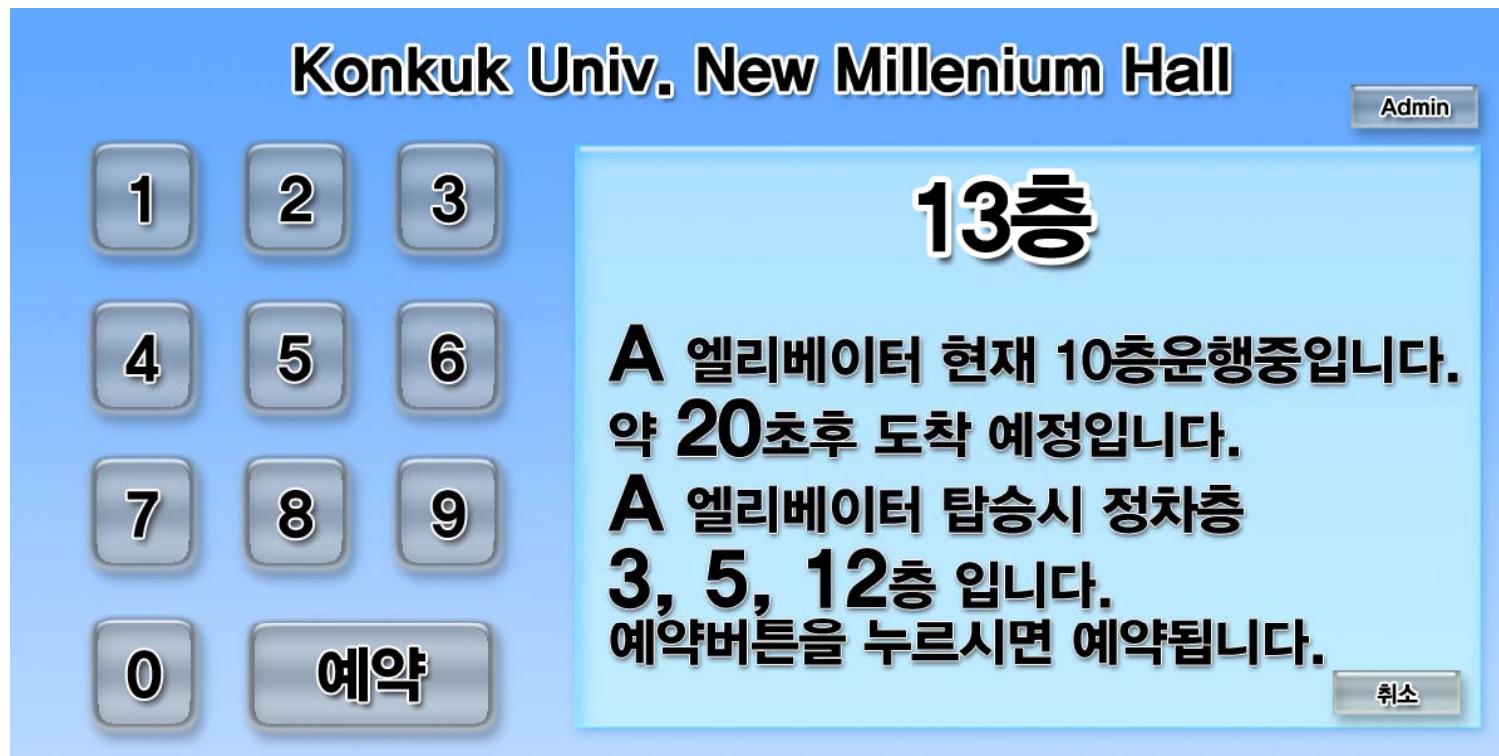 Konkuk Univ. New Millenium Hall
Admin
1 2 3
4 5 6
7 8 9
0 예약
13층
A 엘리베이터 현재 10층운행중입니다.
약 20초후 도착 예정입니다.
A 엘리베이터 탑승시 정차층
3, 5, 12층 입니다.
예약버튼을 누르시면 예약됩니다.
취소